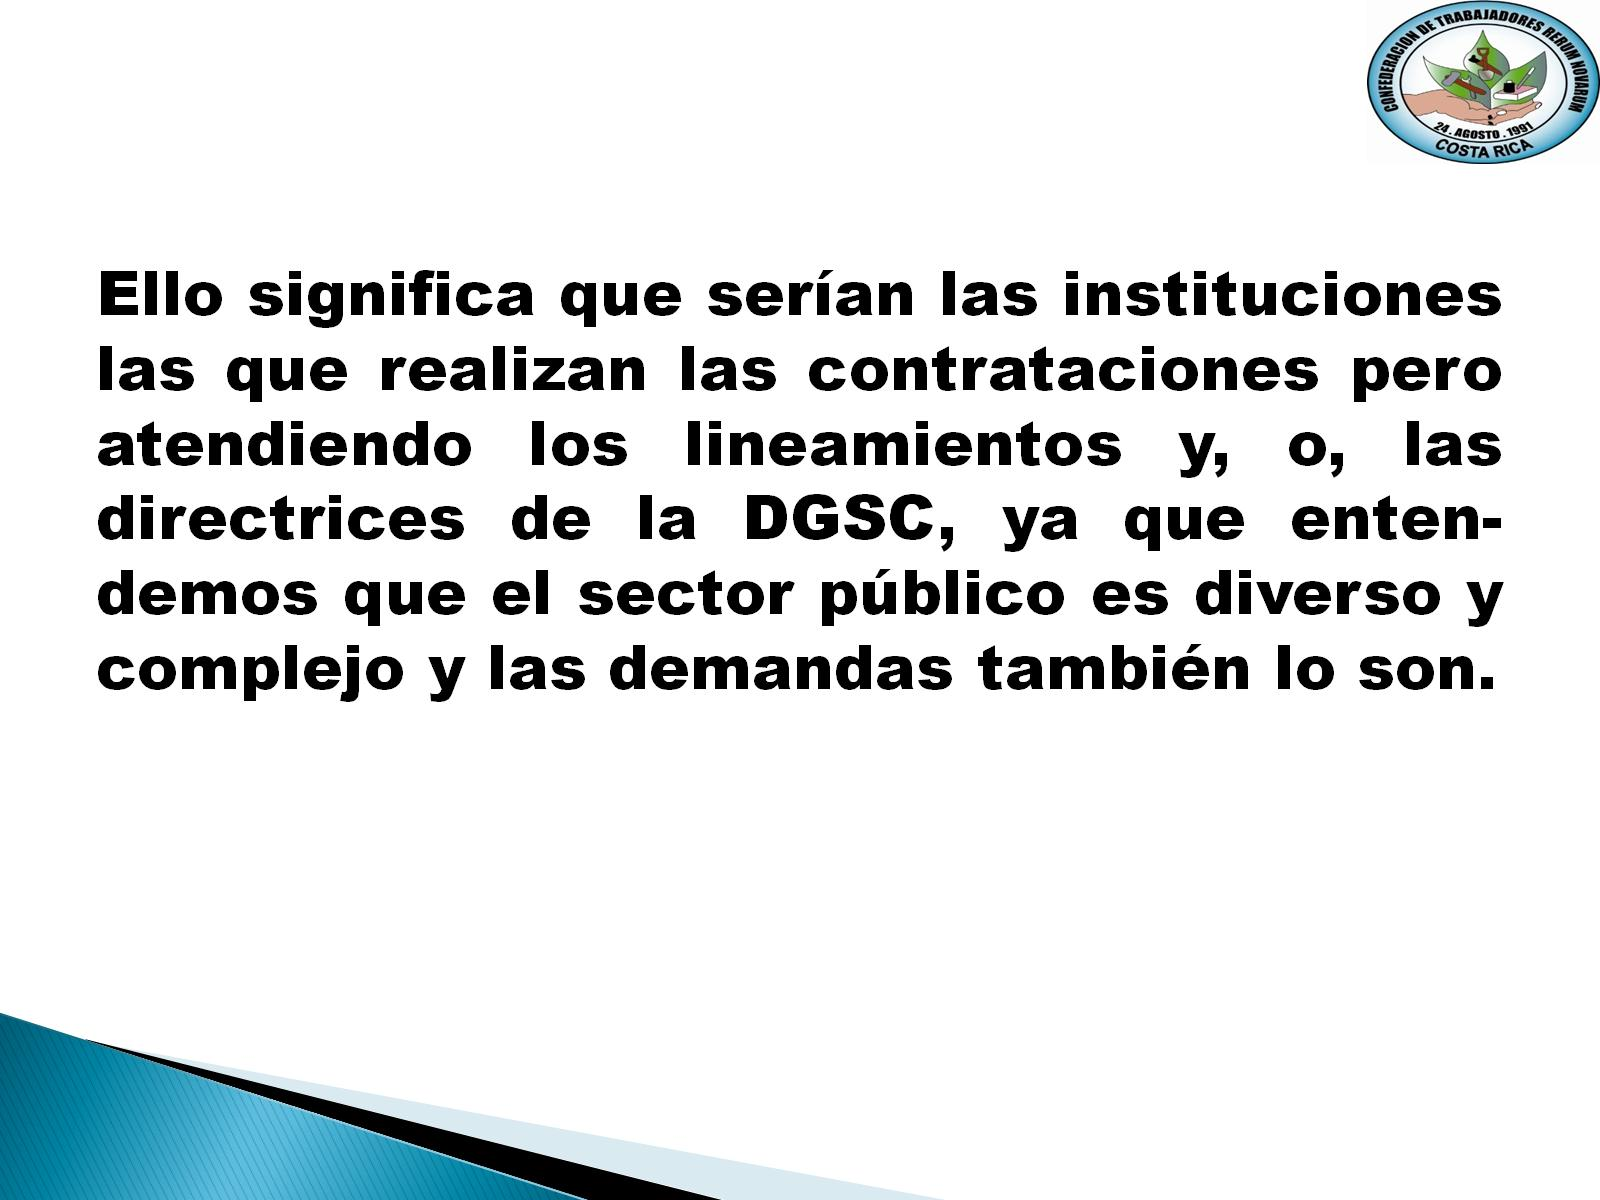 CONFEDERACION DE TRABAJADORES RERUM NOVARUM
24 . AGOSTO . 1991
COSTA RICA
Ello significa que serían las instituciones
las que realizan las contrataciones pero
atendiendo los lineamientos y, o, las
directrices de la DGSC, ya que enten-
demos que el sector público es diverso y
complejo y las demandas también lo son.